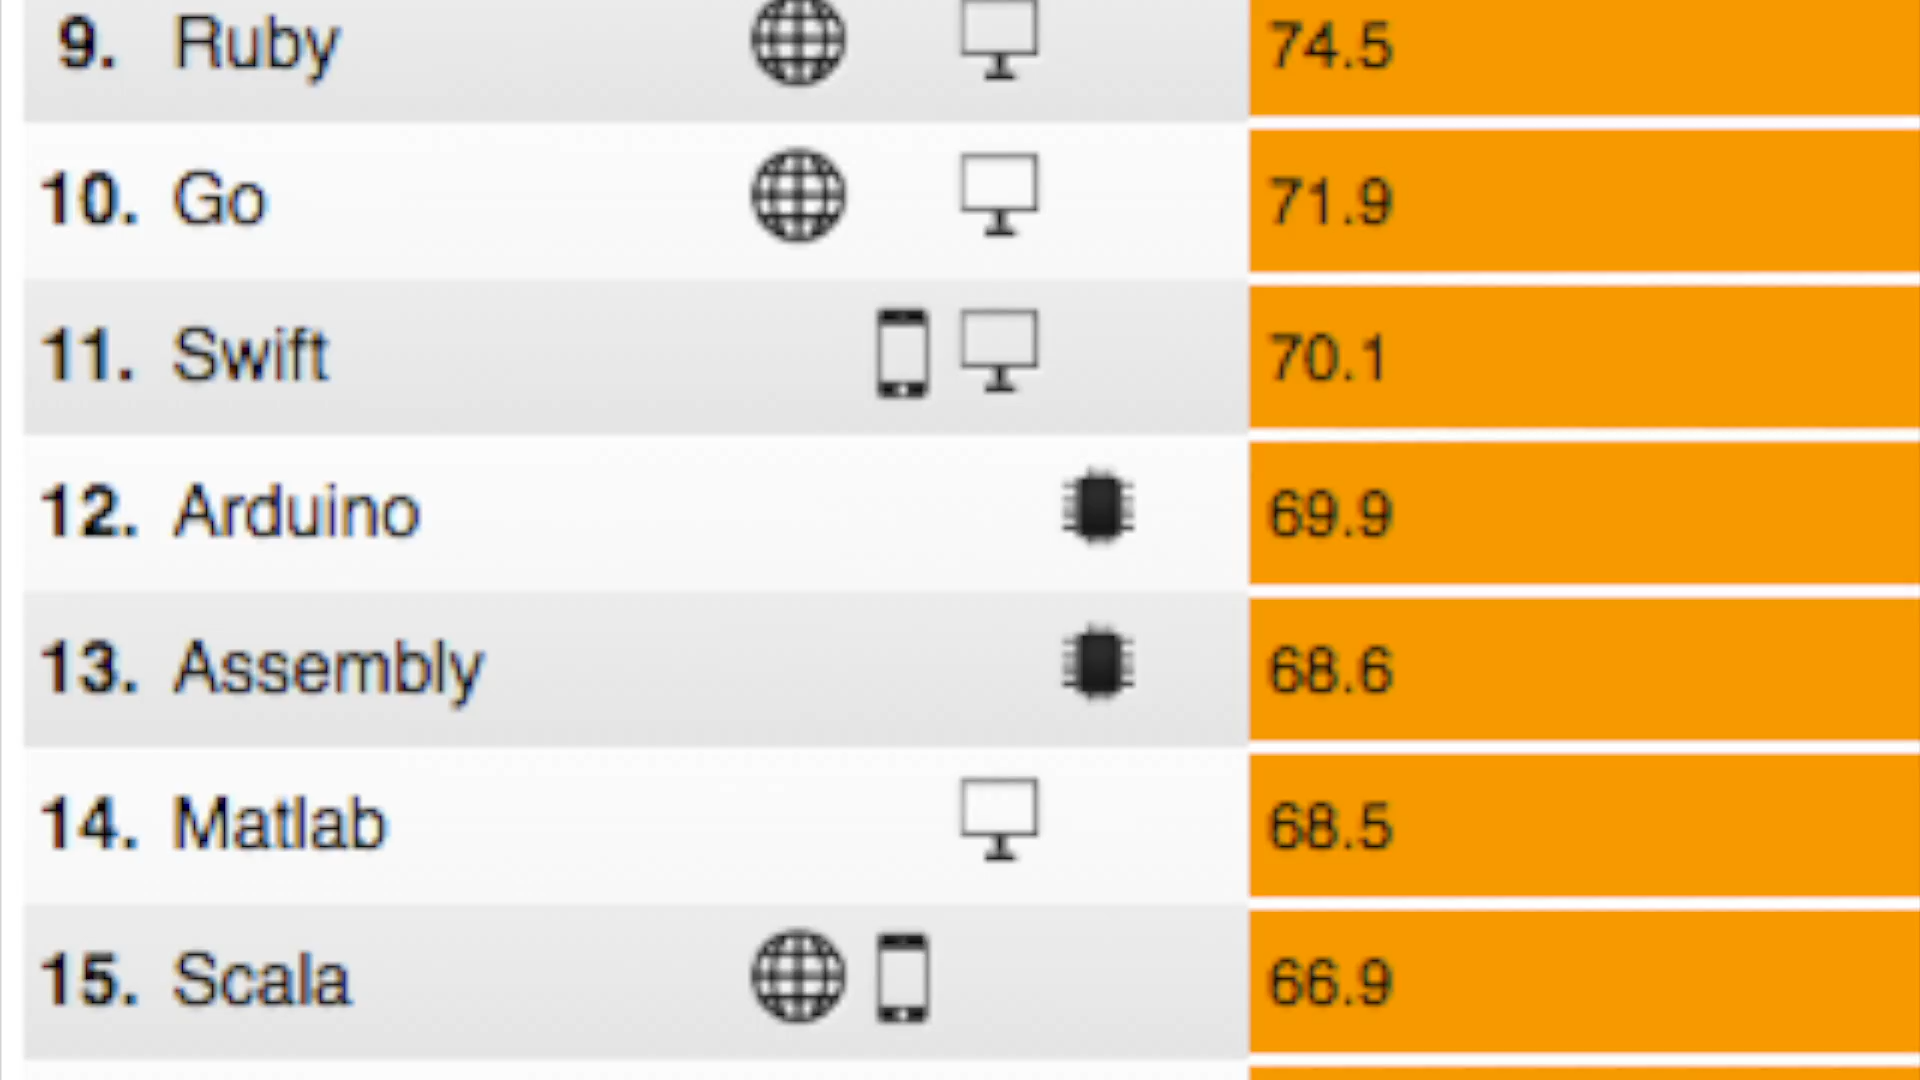 9. Ruby 74.5
10. Go 71.9
11. Swift 70.1
12. Arduino 69.9
13. Assembly 68.6
14. Matlab 68.5
15. Scala 66.9